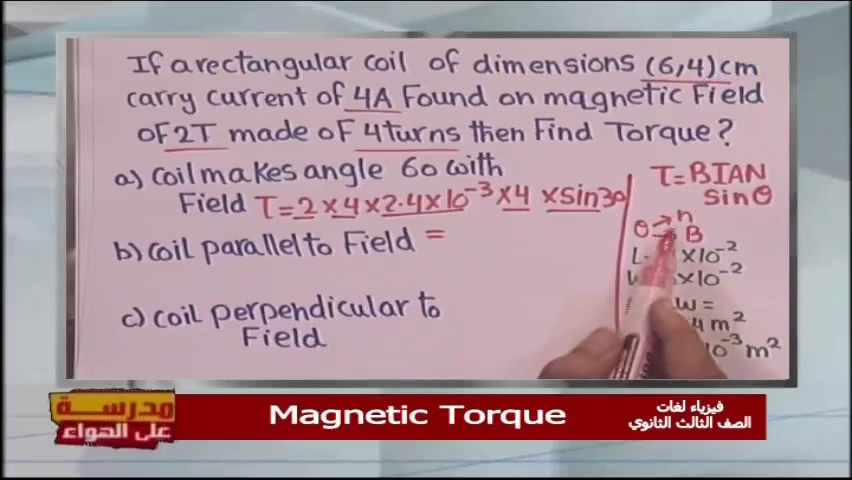 If a rectangular coil of dimensions (6,4)cm
carry current of 4A Found on magnetic Field
of 2T made of 4 turns then Find Torque?
a) coil makes angle 60 with
Field τ = 2 × 4 × 2.4 × 10⁻³ × 4 × sin 30
b) coil parallel to Field =
c) coil perpendicular to
Field
τ = BIAN
sin θ
θ → n
→ B
× 10⁻²
× 10⁻²
w =
m²
m²
مدرسة
على الهواء
Magnetic Torque
فيزياء لغات
الصف الثالث الثانوي